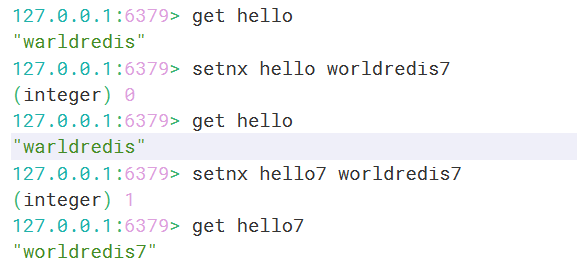 127.0.0.1:6379> get hello
"warldredis"
127.0.0.1:6379> setnx hello worldredis7
(integer) 0
127.0.0.1:6379> get hello
"warldredis"
127.0.0.1:6379> setnx hello7 worldredis7
(integer) 1
127.0.0.1:6379> get hello7
"worldredis7"